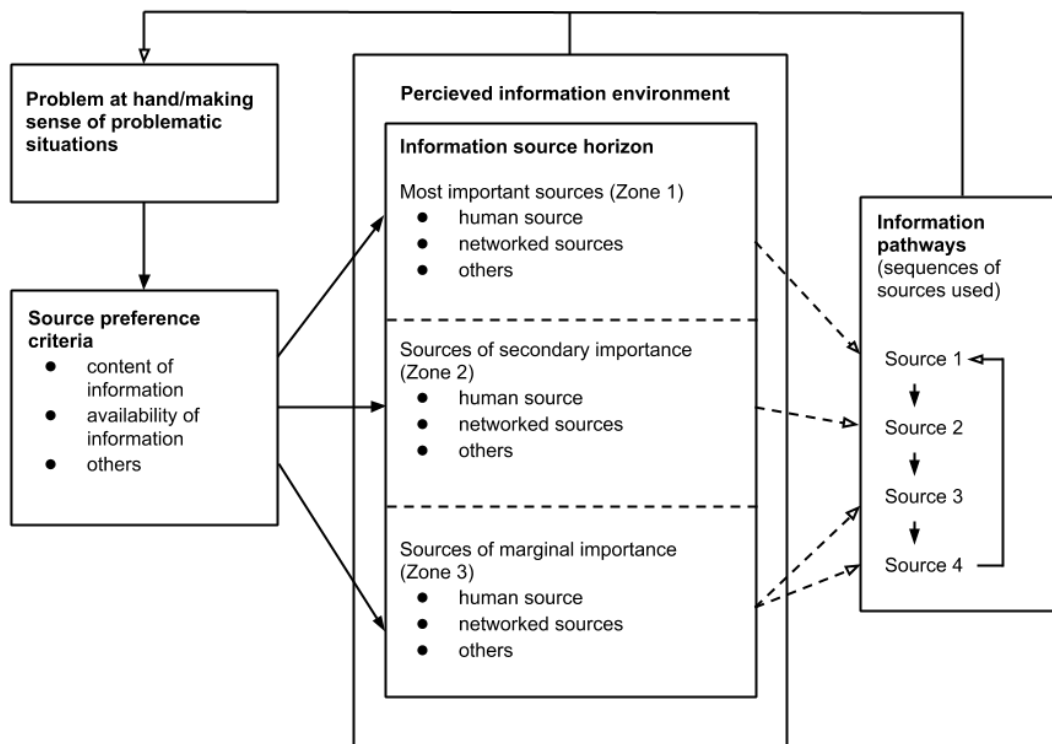 Problem at hand/making
sense of problematic
situations
Source preference
criteria
● content of
information
● availability of
information
● others
Percieved information environment
Information source horizon
Most important sources (Zone 1)
● human source
● networked sources
● others
Sources of secondary importance
(Zone 2)
● human source
● networked sources
● others
Sources of marginal importance
(Zone 3)
● human source
● networked sources
● others
Information
pathways
(sequences of
sources used)
Source 1
Source 2
Source 3
Source 4